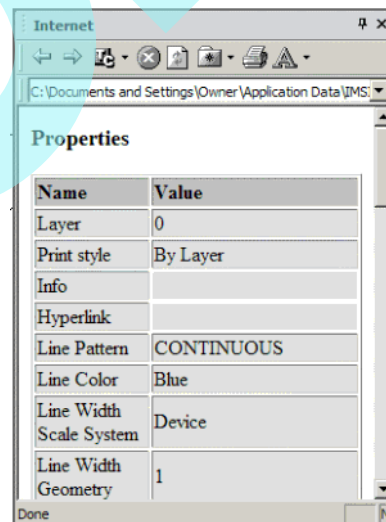 Internet
C:\Documents and Settings\Owner\Application Data\IMSI
Properties
Name Value
Layer 0
Print style By Layer
Info
Hyperlink
Line Pattern CONTINUOUS
Line Color Blue
Line Width
Scale System Device
Line Width
Geometry 1
Done